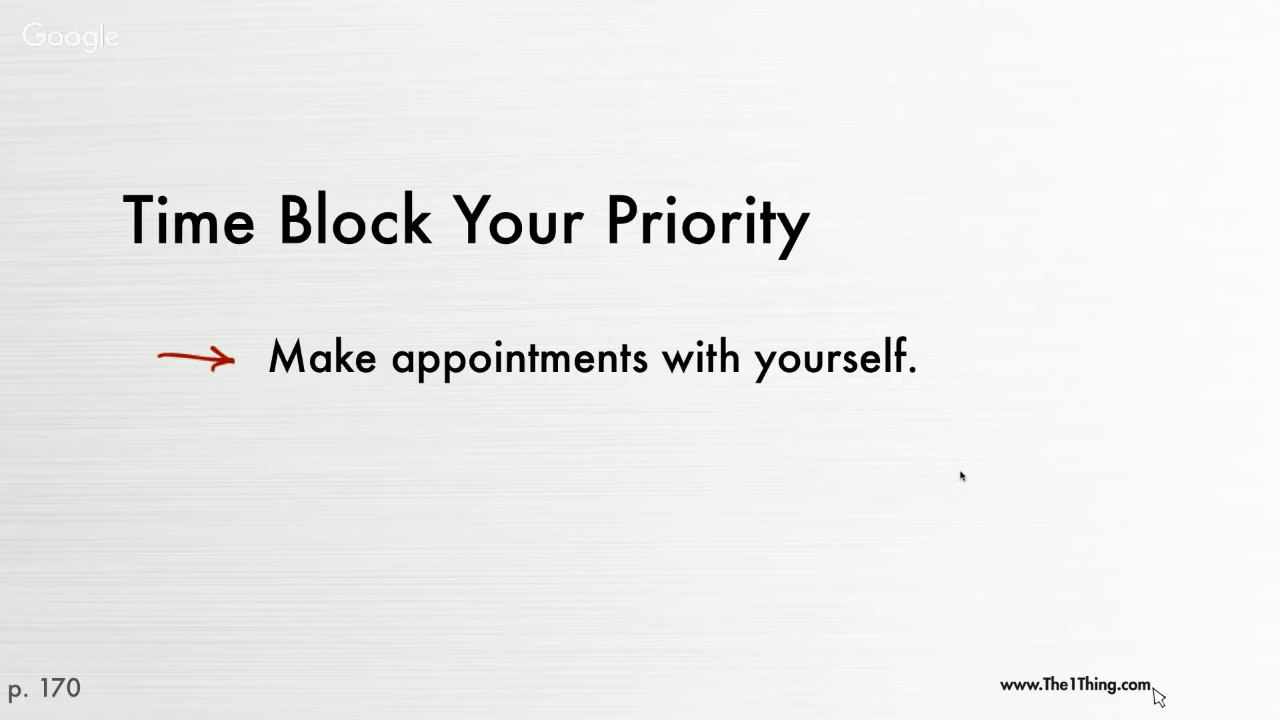 Google
Time Block Your Priority
Make appointments with yourself.
p. 170
www.The1Thing.com